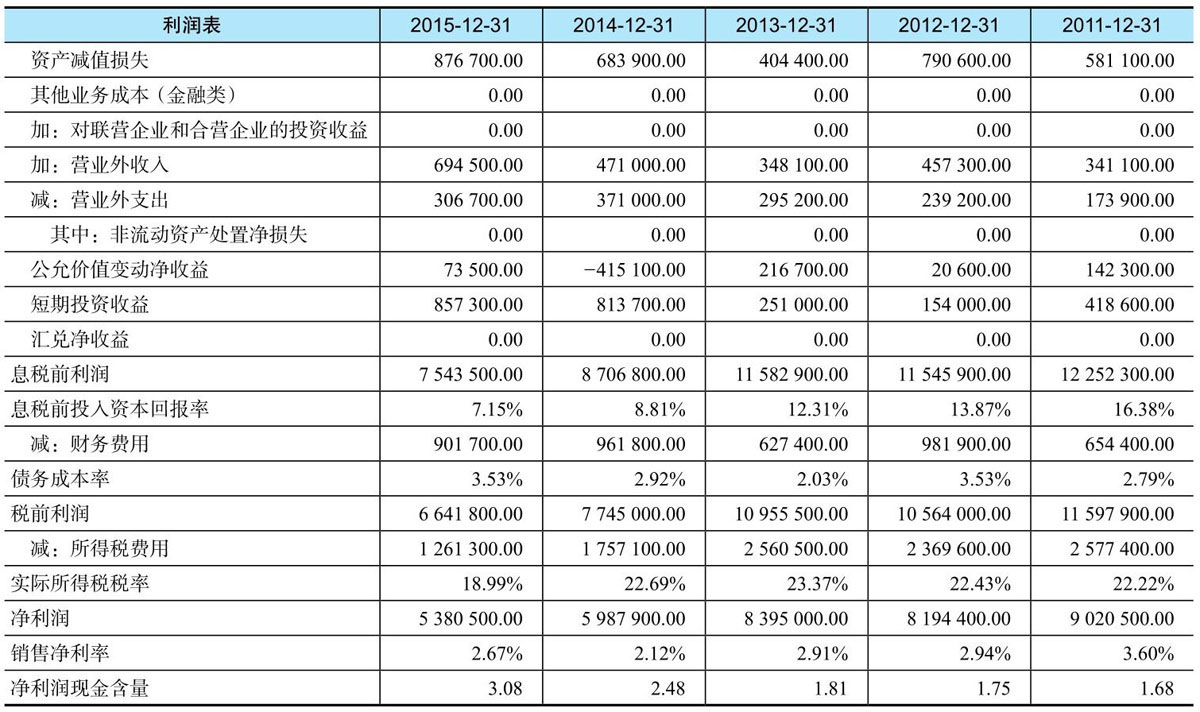 利润表 2015-12-31 2014-12-31 2013-12-31 2012-12-31 2011-12-31
资产减值损失 876 700.00 683 900.00 404 400.00 790 600.00 581 100.00
其他业务成本（金融类） 0.00 0.00 0.00 0.00 0.00
加：对联营企业和合营企业的投资收益 0.00 0.00 0.00 0.00 0.00
加：营业外收入 694 500.00 471 000.00 348 100.00 457 300.00 341 100.00
减：营业外支出 306 700.00 371 000.00 295 200.00 239 200.00 173 900.00
其中：非流动资产处置净损失 0.00 0.00 0.00 0.00 0.00
公允价值变动净收益 73 500.00 −415 100.00 216 700.00 20 600.00 142 300.00
短期投资收益 857 300.00 813 700.00 251 000.00 154 000.00 418 600.00
汇兑净收益 0.00 0.00 0.00 0.00 0.00
息税前利润 7 543 500.00 8 706 800.00 11 582 900.00 11 545 900.00 12 252 300.00
息税前投入资本回报率 7.15% 8.81% 12.31% 13.87% 16.38%
减：财务费用 901 700.00 961 800.00 627 400.00 981 900.00 654 400.00
债务成本率 3.53% 2.92% 2.03% 3.53% 2.79%
税前利润 6 641 800.00 7 745 000.00 10 955 500.00 10 564 000.00 11 597 900.00
减：所得税费用 1 261 300.00 1 757 100.00 2 560 500.00 2 369 600.00 2 577 400.00
实际所得税税率 18.99% 22.69% 23.37% 22.43% 22.22%
净利润 5 380 500.00 5 987 900.00 8 395 000.00 8 194 400.00 9 020 500.00
销售净利率 2.67% 2.12% 2.91% 2.94% 3.60%
净利润现金含量 3.08 2.48 1.81 1.75 1.68